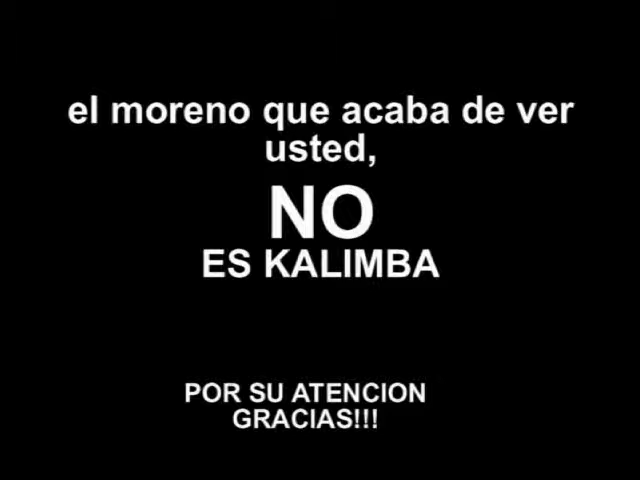 el moreno que acaba de ver
usted,
NO
ES KALIMBA
POR SU ATENCION
GRACIAS!!!